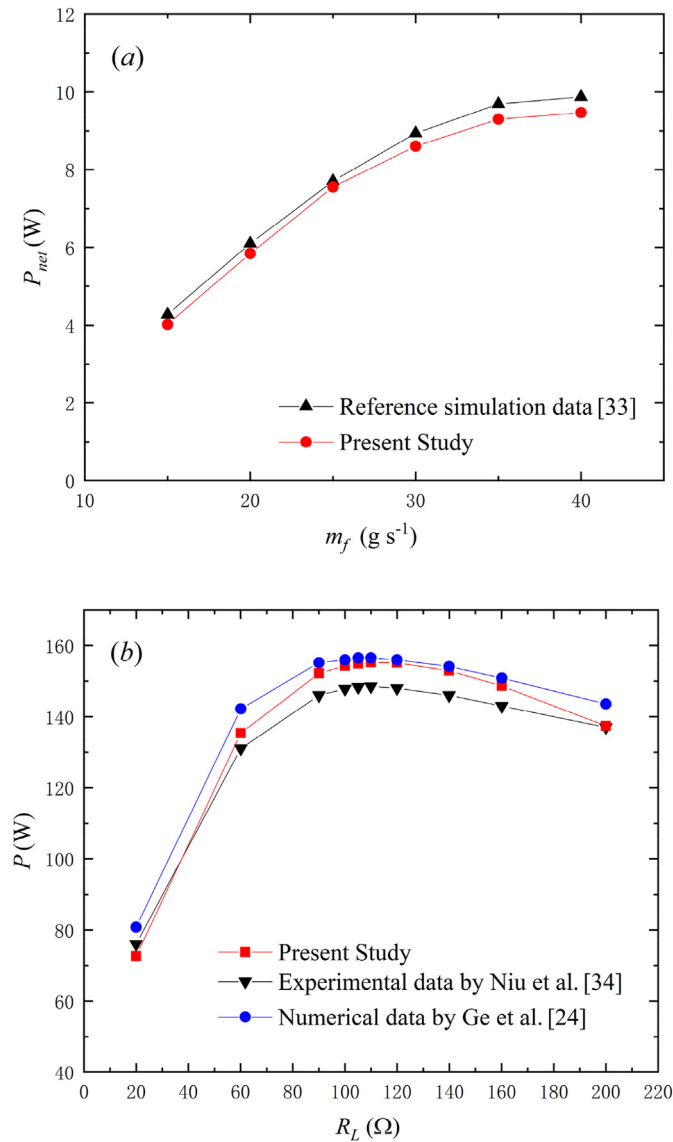 12
(a)
10
8
P_net (W)
6
4
Reference simulation data [33]
2
Present Study
0
10 20 30 40
m_f (g s⁻¹)
(b)
160
140
120
P (W)
100
80
Present Study
Experimental data by Niu et al. [34]
60
Numerical data by Ge et al. [24]
40
0 20 40 60 80 100 120 140 160 180 200 220
R_L (Ω)